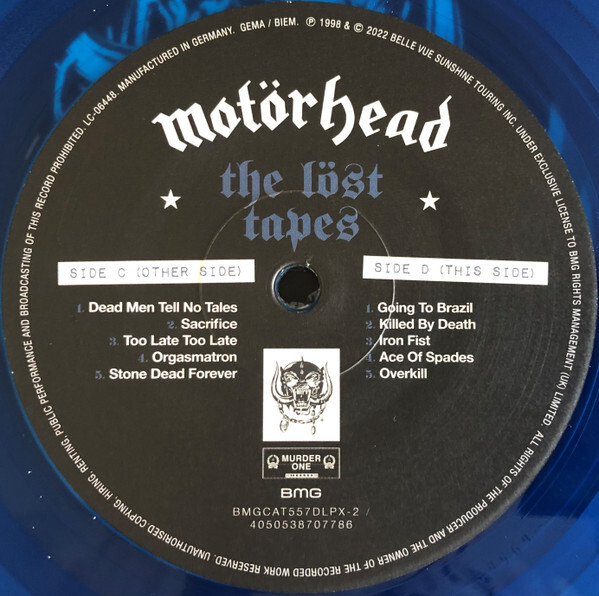 UNAUTHORISED COPYING, HIRING, RENTING, PUBLIC PERFORMANCE AND BROADCASTING OF THIS RECORD PROHIBITED. LC-06448. MANUFACTURED IN GERMANY. GEMA / BIEM. ℗ 1998 & © 2022 BELLE VUE SUNSHINE TOURING INC. UNDER EXCLUSIVE LICENSE TO BMG RIGHTS MANAGEMENT (UK) LIMITED. ALL RIGHTS OF THE PRODUCER AND THE OWNER OF THE RECORDED WORK RESERVED.
motörhead
the löst
tapes
SIDE C (OTHER SIDE)
1. Dead Men Tell No Tales
2. Sacrifice
3. Too Late Too Late
4. Orgasmatron
5. Stone Dead Forever
SIDE D (THIS SIDE)
1. Going To Brazil
2. Killed By Death
3. Iron Fist
4. Ace Of Spades
5. Overkill
MURDER
ONE
BMG
BMGCAT557DLPX-2 /
4050538707786